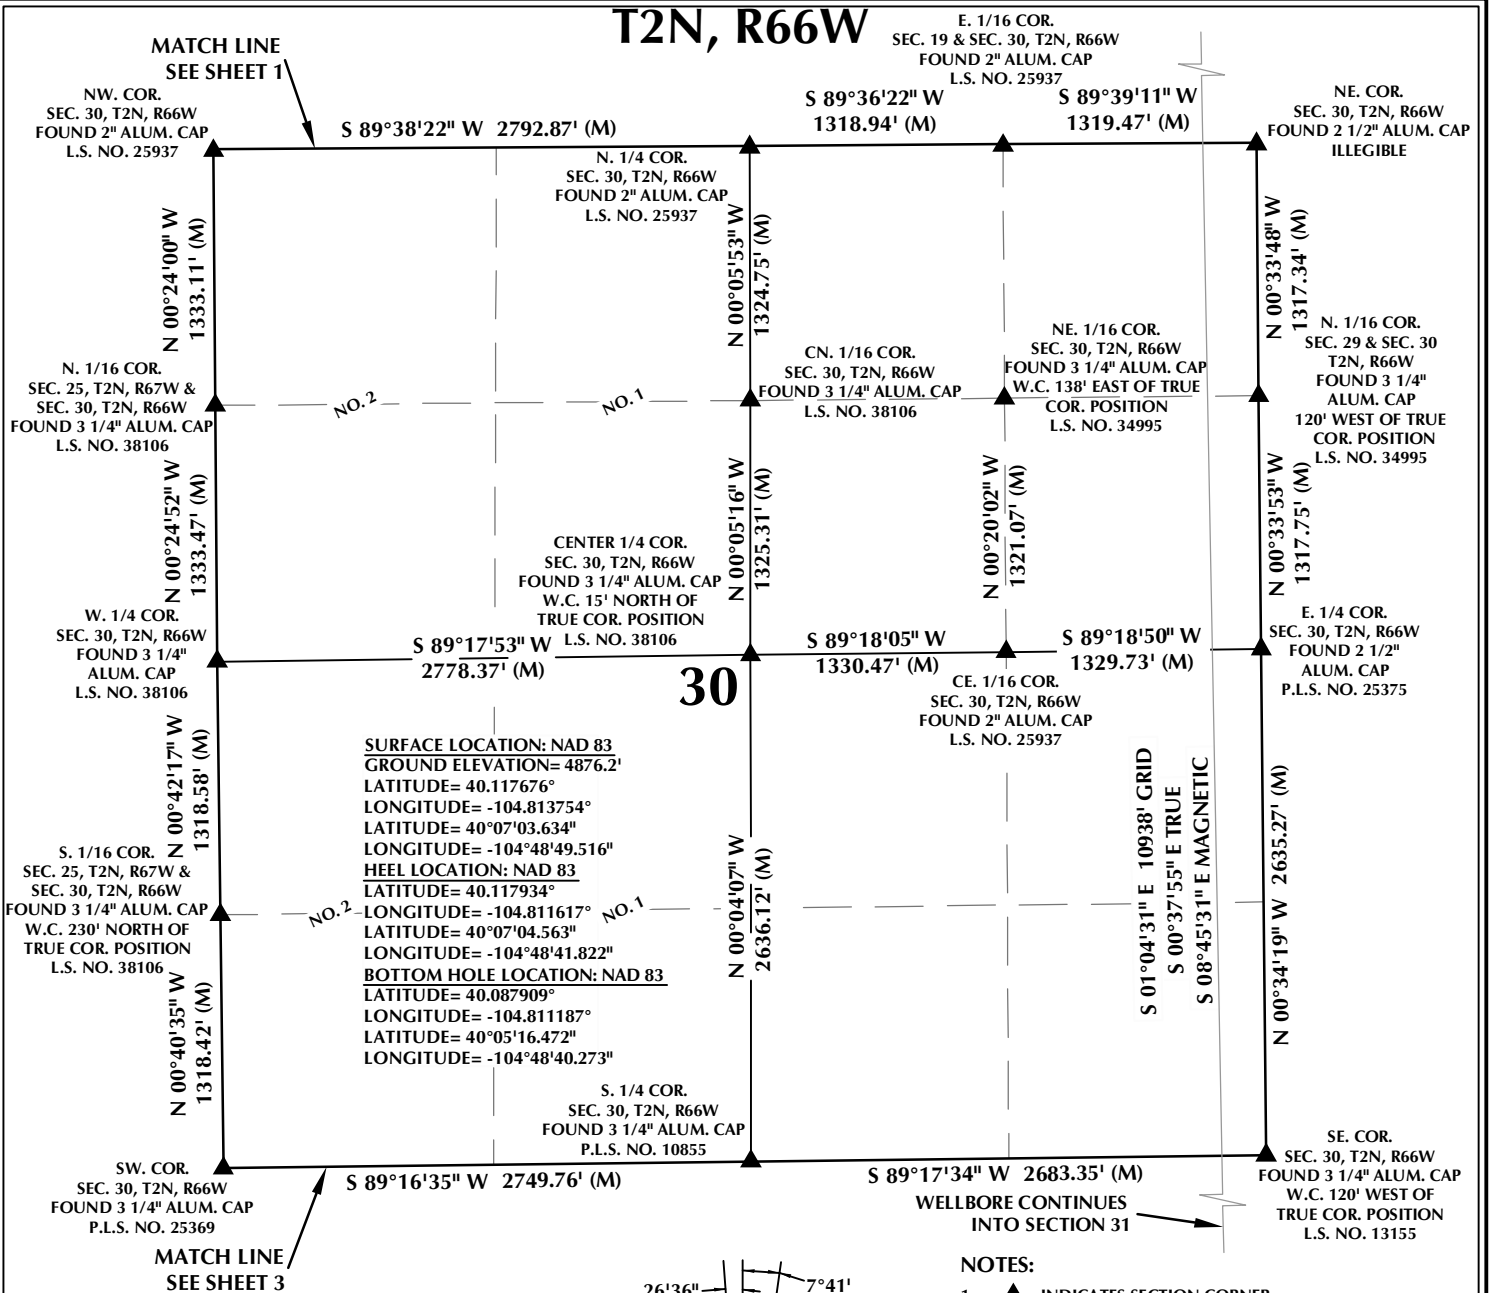 T2N, R66W
MATCH LINE
SEE SHEET 1
E. 1/16 COR.
SEC. 19 & SEC. 30, T2N, R66W
FOUND 2" ALUM. CAP
L.S. NO. 25937
NW. COR.
SEC. 30, T2N, R66W
FOUND 2" ALUM. CAP
L.S. NO. 25937
S 89°38'22" W 2792.87' (M)
S 89°36'22" W
1318.94' (M)
S 89°39'11" W
1319.47' (M)
NE. COR.
SEC. 30, T2N, R66W
FOUND 2 1/2" ALUM. CAP
ILLEGIBLE
N. 1/4 COR.
SEC. 30, T2N, R66W
FOUND 2" ALUM. CAP
L.S. NO. 25937
N 00°24'00" W
1333.11' (M)
N 00°05'53" W
1324.75' (M)
N 00°33'48" W
1317.34' (M)
N. 1/16 COR.
SEC. 25, T2N, R67W &
SEC. 30, T2N, R66W
FOUND 3 1/4" ALUM. CAP
L.S. NO. 38106
NO. 2
NO. 1
CN. 1/16 COR.
SEC. 30, T2N, R66W
FOUND 3 1/4" ALUM. CAP
L.S. NO. 38106
NE. 1/16 COR.
SEC. 30, T2N, R66W
FOUND 3 1/4" ALUM. CAP
W.C. 138' EAST OF TRUE
COR. POSITION
L.S. NO. 34995
N. 1/16 COR.
SEC. 29 & SEC. 30
T2N, R66W
FOUND 3 1/4"
ALUM. CAP
120' WEST OF TRUE
COR. POSITION
L.S. NO. 34995
N 00°24'52" W
1333.47' (M)
N 00°05'16" W
1325.31' (M)
N 00°20'02" W
1321.07' (M)
N 00°33'53" W
1317.75' (M)
CENTER 1/4 COR.
SEC. 30, T2N, R66W
FOUND 3 1/4" ALUM. CAP
W.C. 15' NORTH OF
TRUE COR. POSITION
L.S. NO. 38106
W. 1/4 COR.
SEC. 30, T2N, R66W
FOUND 3 1/4"
ALUM. CAP
L.S. NO. 38106
S 89°17'53" W
2778.37' (M)
S 89°18'05" W
1330.47' (M)
S 89°18'50" W
1329.73' (M)
E. 1/4 COR.
SEC. 30, T2N, R66W
FOUND 2 1/2"
ALUM. CAP
P.L.S. NO. 25375
30
CE. 1/16 COR.
SEC. 30, T2N, R66W
FOUND 2" ALUM. CAP
L.S. NO. 25937
N 00°42'17" W
1318.58' (M)
SURFACE LOCATION: NAD 83
GROUND ELEVATION= 4876.2'
LATITUDE= 40.117676°
LONGITUDE= -104.813754°
LATITUDE= 40°07'03.634"
LONGITUDE= -104°48'49.516"
HEEL LOCATION: NAD 83
LATITUDE= 40.117934°
LONGITUDE= -104.811617°
LATITUDE= 40°07'04.563"
LONGITUDE= -104°48'41.822"
BOTTOM HOLE LOCATION: NAD 83
LATITUDE= 40.087909°
LONGITUDE= -104.811187°
LATITUDE= 40°05'16.472"
LONGITUDE= -104°48'40.273"
S. 1/16 COR.
SEC. 25, T2N, R67W &
SEC. 30, T2N, R66W
FOUND 3 1/4" ALUM. CAP
W.C. 230' NORTH OF
TRUE COR. POSITION
L.S. NO. 38106
NO. 2
NO. 1
N 00°04'07" W
2636.12' (M)
S 01°04'31" E 10938' GRID
S 00°37'55" E TRUE
S 08°45'31" E MAGNETIC
N 00°34'19" W 2635.27' (M)
N 00°40'35" W
1318.42' (M)
S. 1/4 COR.
SEC. 30, T2N, R66W
FOUND 3 1/4" ALUM. CAP
P.L.S. NO. 10855
SW. COR.
SEC. 30, T2N, R66W
FOUND 3 1/4" ALUM. CAP
P.L.S. NO. 25369
S 89°16'35" W 2749.76' (M)
S 89°17'34" W 2683.35' (M)
SE. COR.
SEC. 30, T2N, R66W
FOUND 3 1/4" ALUM. CAP
W.C. 120' WEST OF
TRUE COR. POSITION
L.S. NO. 13155
WELLBORE CONTINUES
INTO SECTION 31
MATCH LINE
SEE SHEET 3
26'36"
7°41'
NOTES:
INDICATES SECTION CORNER